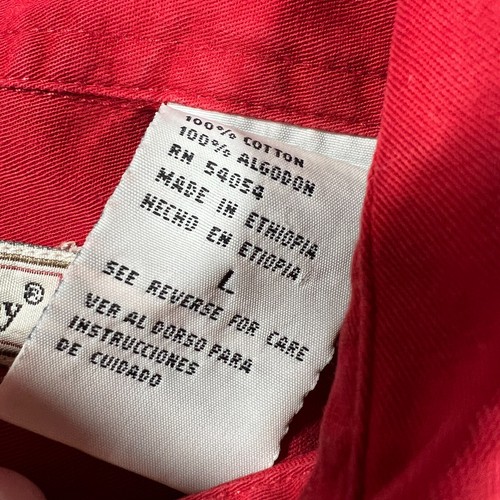 100% COTTON
100% ALGODON
RN 54054
MADE IN ETHIOPIA
HECHO EN ETIOPIA
L
SEE REVERSE FOR CARE
VER AL DORSO PARA
INSTRUCCIONES
DE CUIDADO
y®